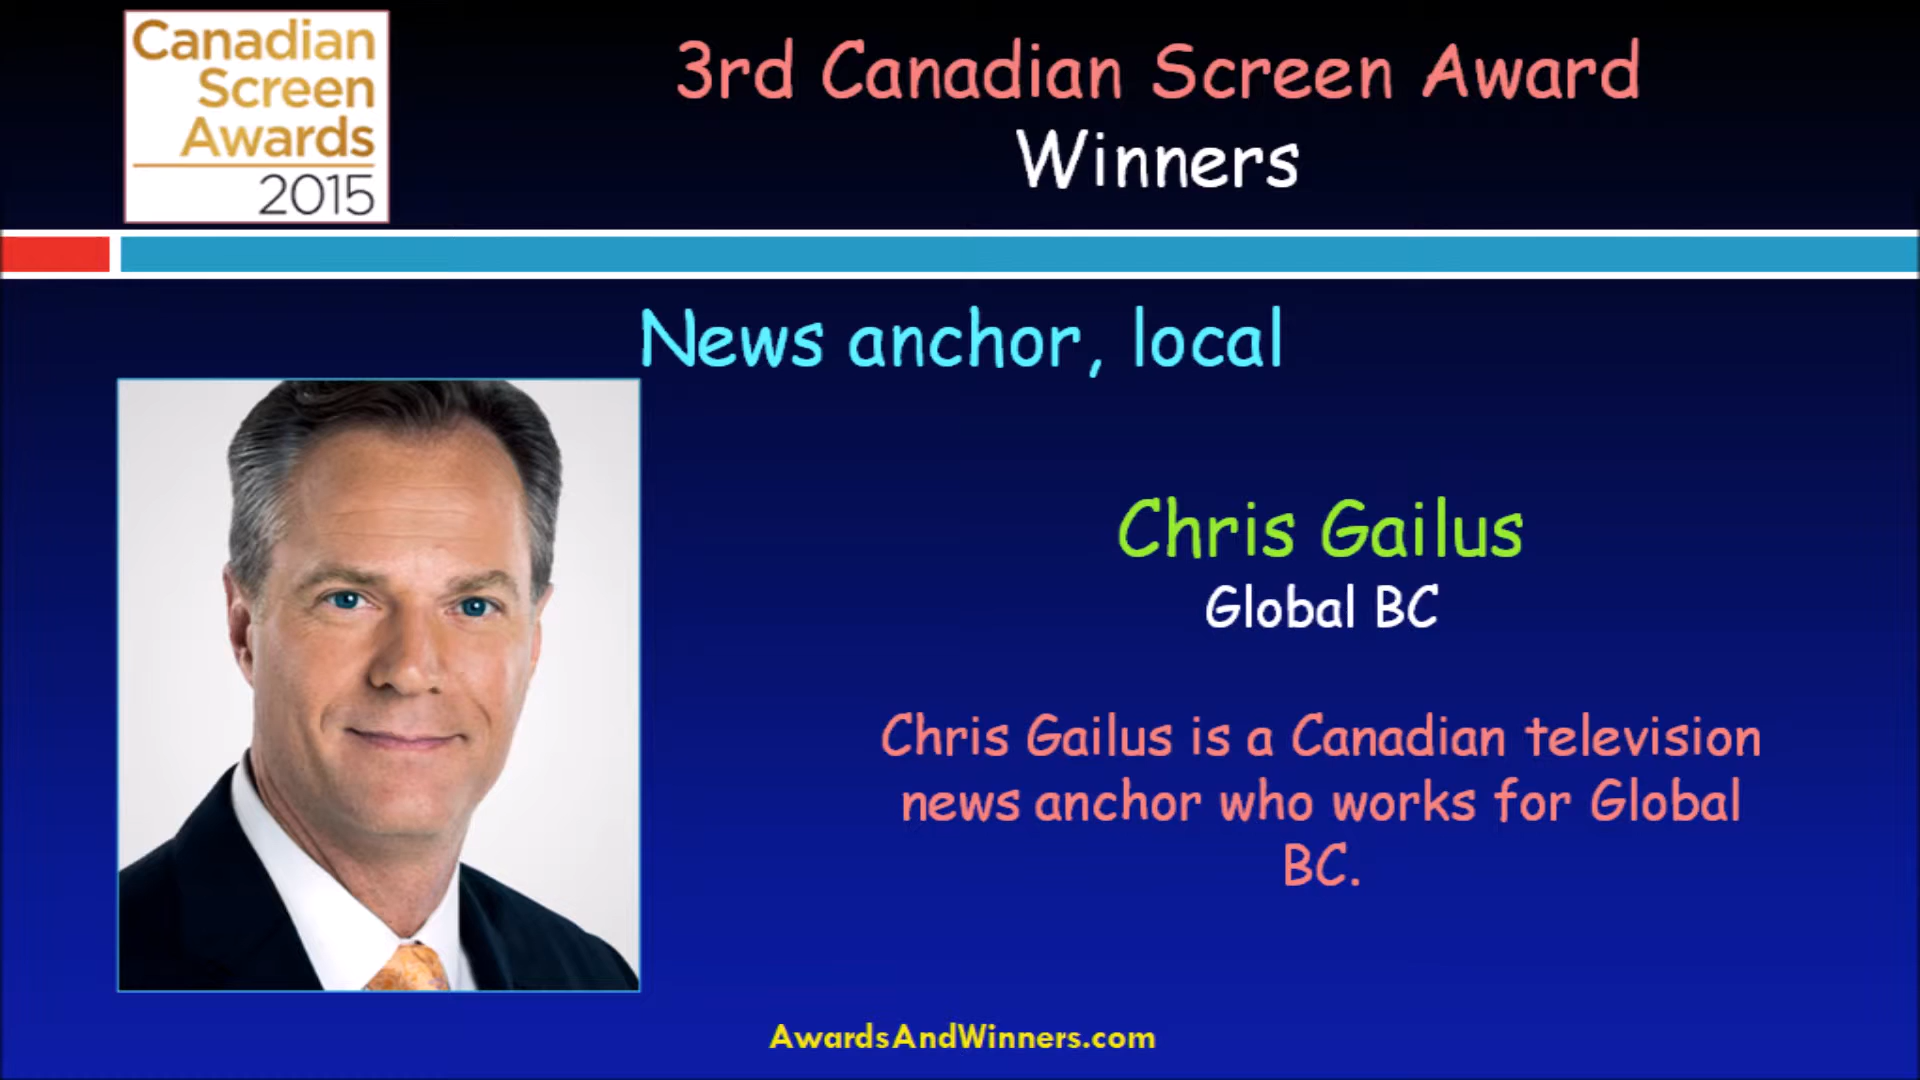 Canadian
Screen
Awards
2015
3rd Canadian Screen Award
Winners
News anchor, local
Chris Gailus
Global BC
Chris Gailus is a Canadian television
news anchor who works for Global
BC.
AwardsAndWinners.com